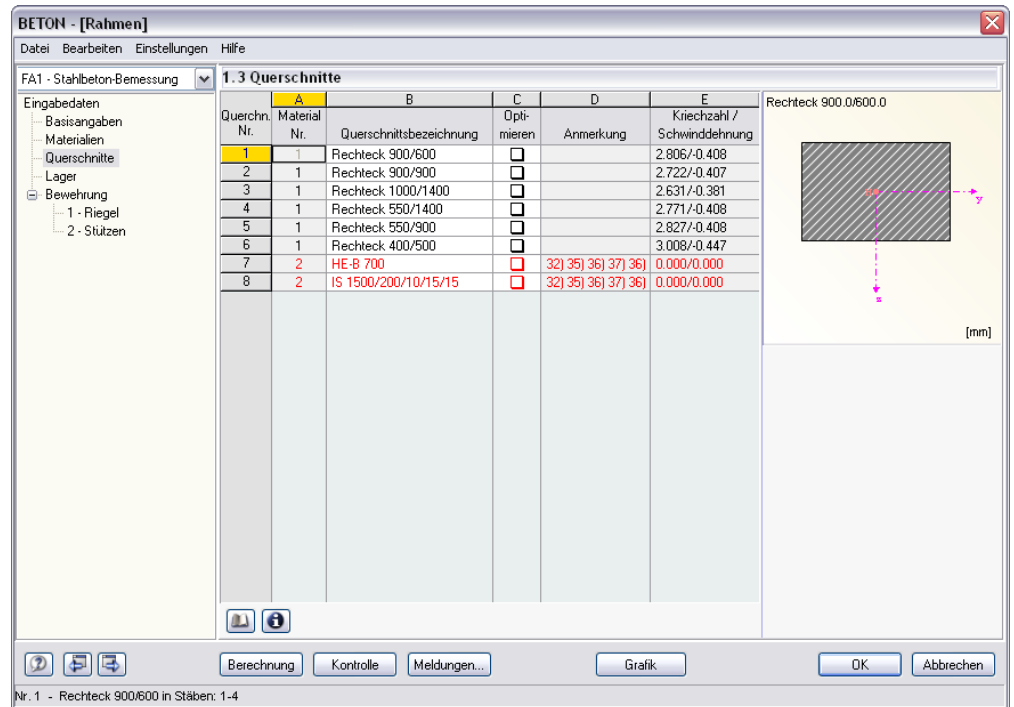 BETON - [Rahmen]
Datei Bearbeiten Einstellungen Hilfe
FA1 - Stahlbeton-Bemessung
Eingabedaten
Basisangaben
Materialien
Querschnitte
Lager
Bewehrung
1 - Riegel
2 - Stützen
1.3 Querschnitte
A B C D E
Querchn. Material Opti- Kriechzahl /
Nr. Nr. Querschnittsbezeichnung mieren Anmerkung Schwinddehnung
1 1 Rechteck 900/600 2.806/-0.408
2 1 Rechteck 900/900 2.722/-0.407
3 1 Rechteck 1000/1400 2.631/-0.381
4 1 Rechteck 550/1400 2.771/-0.408
5 1 Rechteck 550/900 2.827/-0.408
6 1 Rechteck 400/500 3.008/-0.447
7 2 HE-B 700 32) 35) 36) 37) 36) 0.000/0.000
8 2 IS 1500/200/10/15/15 32) 35) 36) 37) 36) 0.000/0.000
Rechteck 900.0/600.0
y
z
[mm]
Berechnung Kontrolle Meldungen... Grafik OK Abbrechen
Nr. 1 - Rechteck 900/600 in Stäben: 1-4